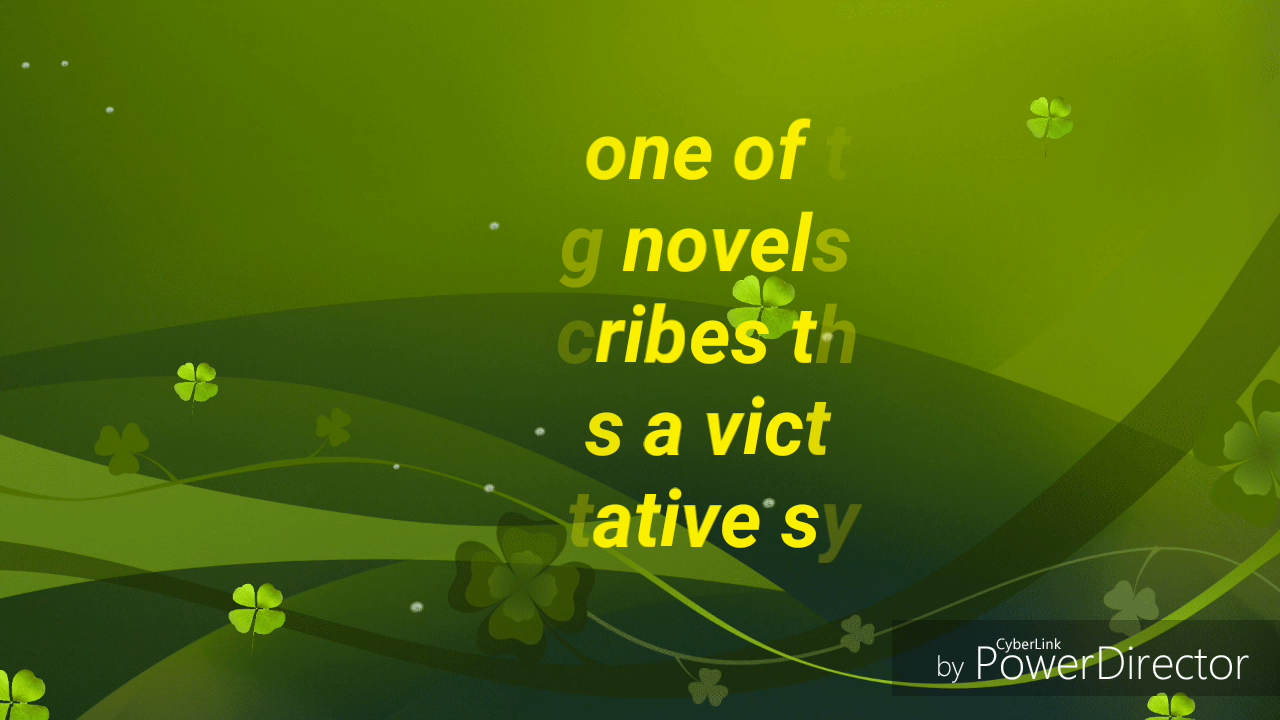 one of t
g novels
cribes th
s a vict
tative sy
CyberLink
by PowerDirector